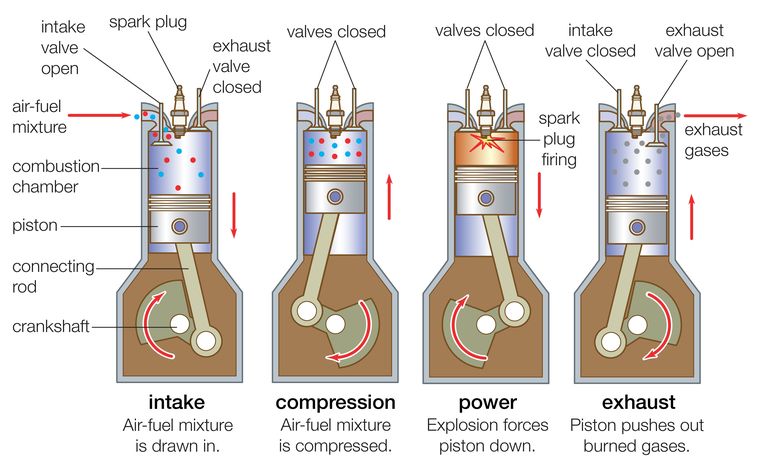 intake
valve
open
spark plug
exhaust
valve
closed
air-fuel
mixture
combustion
chamber
piston
connecting
rod
crankshaft
intake
Air-fuel mixture
is drawn in.
valves closed
compression
Air-fuel mixture
is compressed.
valves closed
spark
plug
firing
power
Explosion forces
piston down.
intake
valve closed
exhaust
valve open
exhaust
gases
exhaust
Piston pushes out
burned gases.